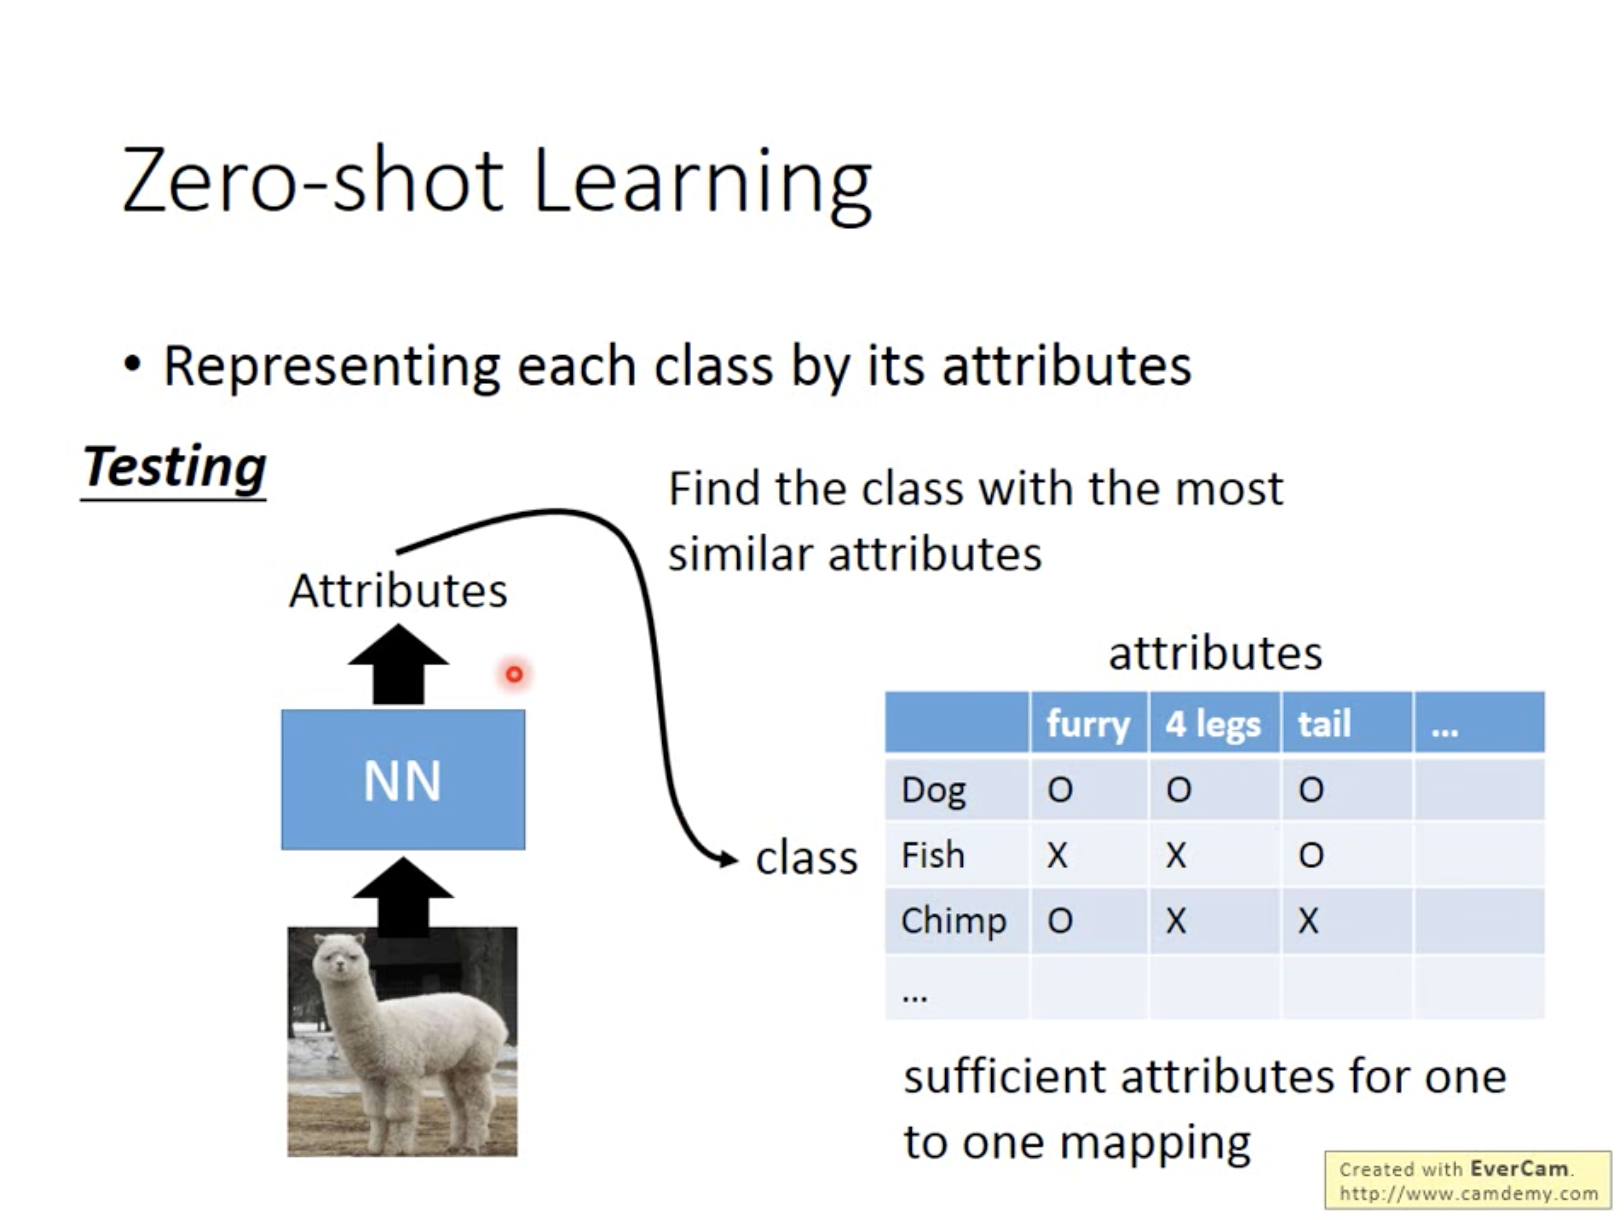 Zero-shot Learning
• Representing each class by its attributes
Testing
Find the class with the most
similar attributes
Attributes
NN
class
attributes
furry 4 legs tail ...
Dog O O O
Fish X X O
Chimp O X X
...
sufficient attributes for one
to one mapping
Created with EverCam.
http://www.camdemy.com